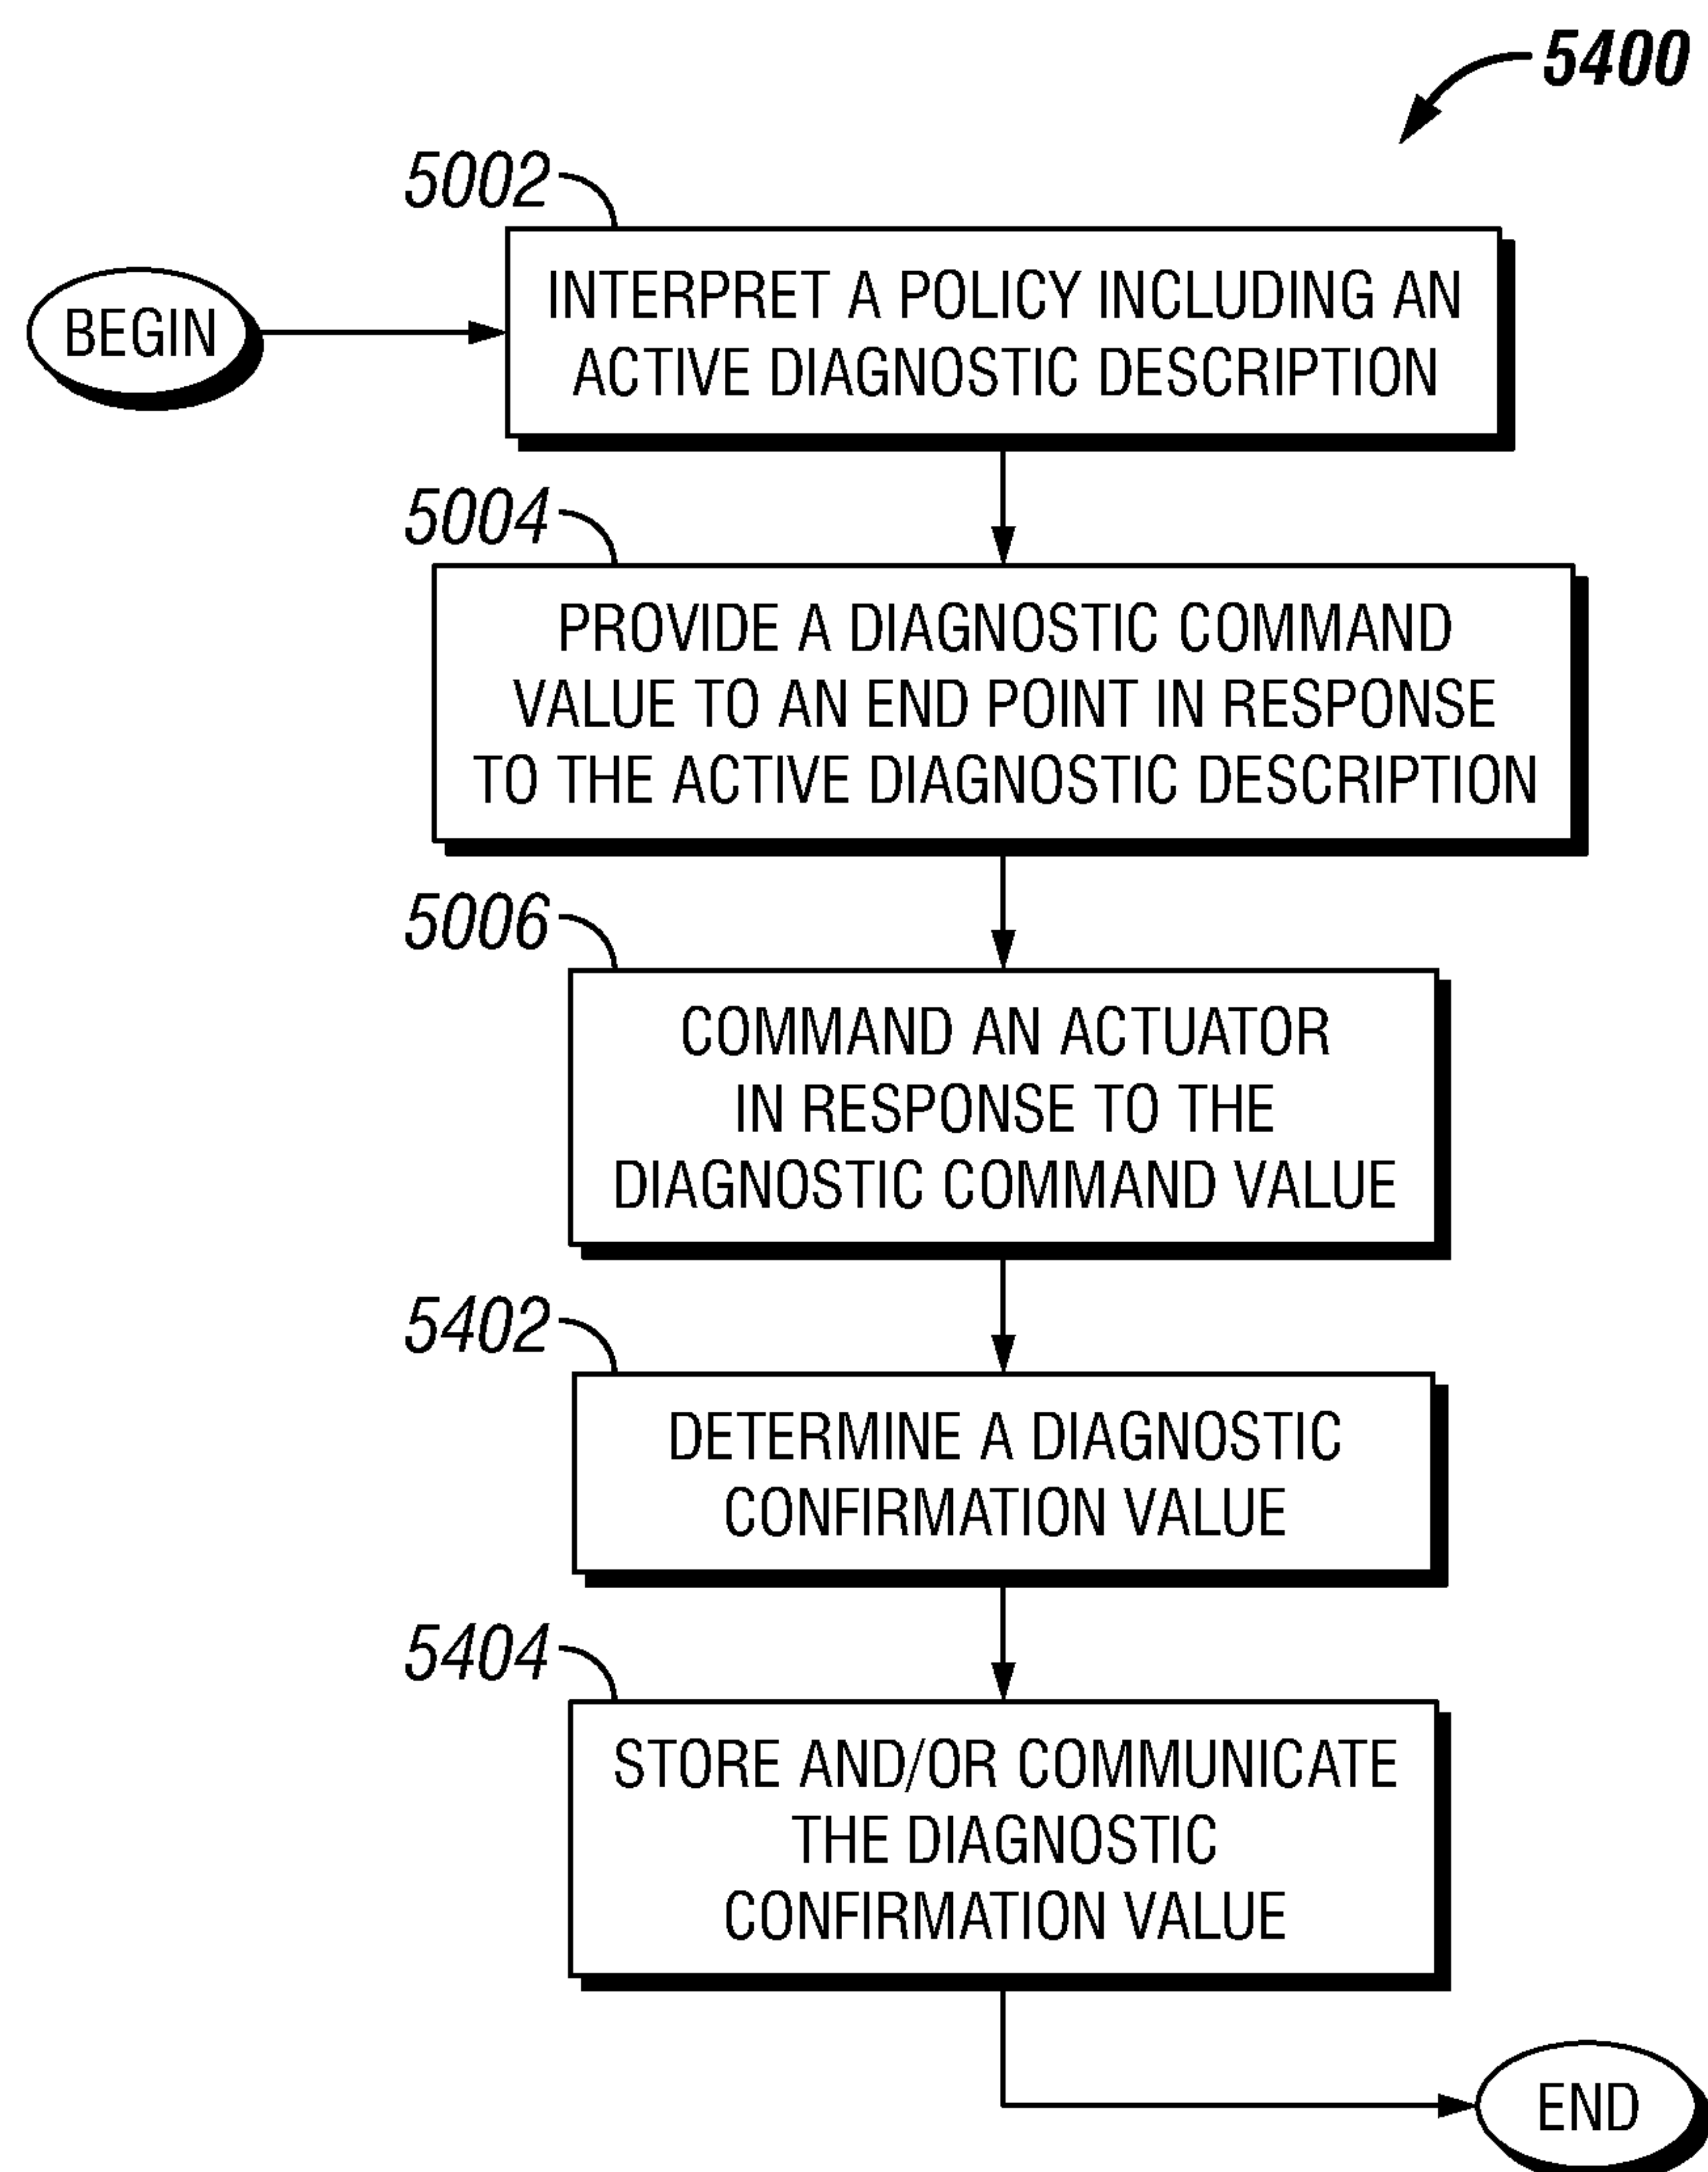 5400
5002
BEGIN
INTERPRET A POLICY INCLUDING AN
ACTIVE DIAGNOSTIC DESCRIPTION
5004
PROVIDE A DIAGNOSTIC COMMAND
VALUE TO AN END POINT IN RESPONSE
TO THE ACTIVE DIAGNOSTIC DESCRIPTION
5006
COMMAND AN ACTUATOR
IN RESPONSE TO THE
DIAGNOSTIC COMMAND VALUE
5402
DETERMINE A DIAGNOSTIC
CONFIRMATION VALUE
5404
STORE AND/OR COMMUNICATE
THE DIAGNOSTIC
CONFIRMATION VALUE
END